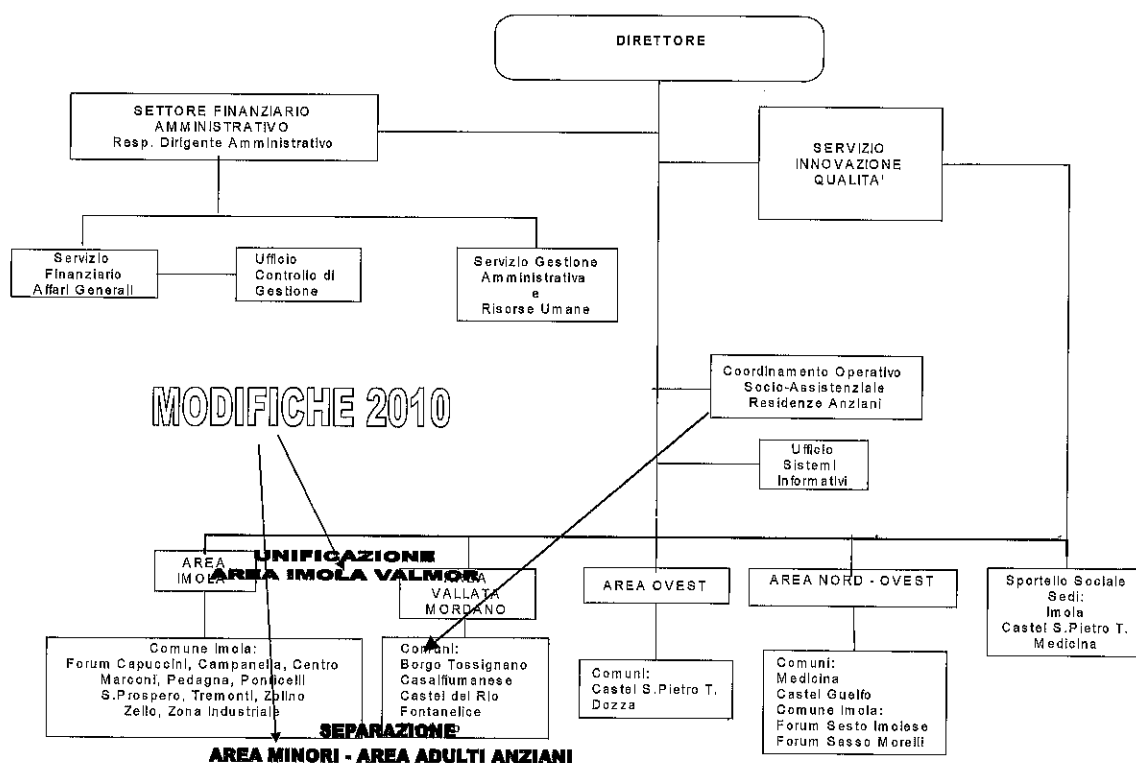 DIRETTORE
SETTORE FINANZIARIO
AMMINISTRATIVO
Resp. Dirigente Amministrativo
SERVIZIO
INNOVAZIONE
QUALITA'
Servizio
Finanziario
Affari Generali
Ufficio
Controllo di
Gestione
Servizio Gestione
Amministrativa
e
Risorse Umane
Coordinamento Operativo
Socio-Assistenziale
Residenze Anziani
MODIFICHE 2010
Ufficio
Sistemi
Informativi
AREA
IMOLA
UNIFICAZIONE
AREA IMOLA VALMOR
VALLATA
MORDANO
AREA OVEST
AREA NORD - OVEST
Sportello Sociale
Sedi:
Imola
Castel S.Pietro T.
Medicina
Comune Imola:
Forum Capuccini, Campanella, Centro
Marconi, Pedagna, Ponticelli
S.Prospero, Tremonti, Zolino
Zello, Zona Industriale
Comuni:
Borgo Tossignano
Casalfiumanese
Castel del Rio
Fontanelice
Comuni:
Castel S.Pietro T.
Dozza
Comuni:
Medicina
Castel Guelfo
Comune Imola:
Forum Sesto Imolese
Forum Sasso Morelli
SEPARAZIONE
AREA MINORI - AREA ADULTI ANZIANI